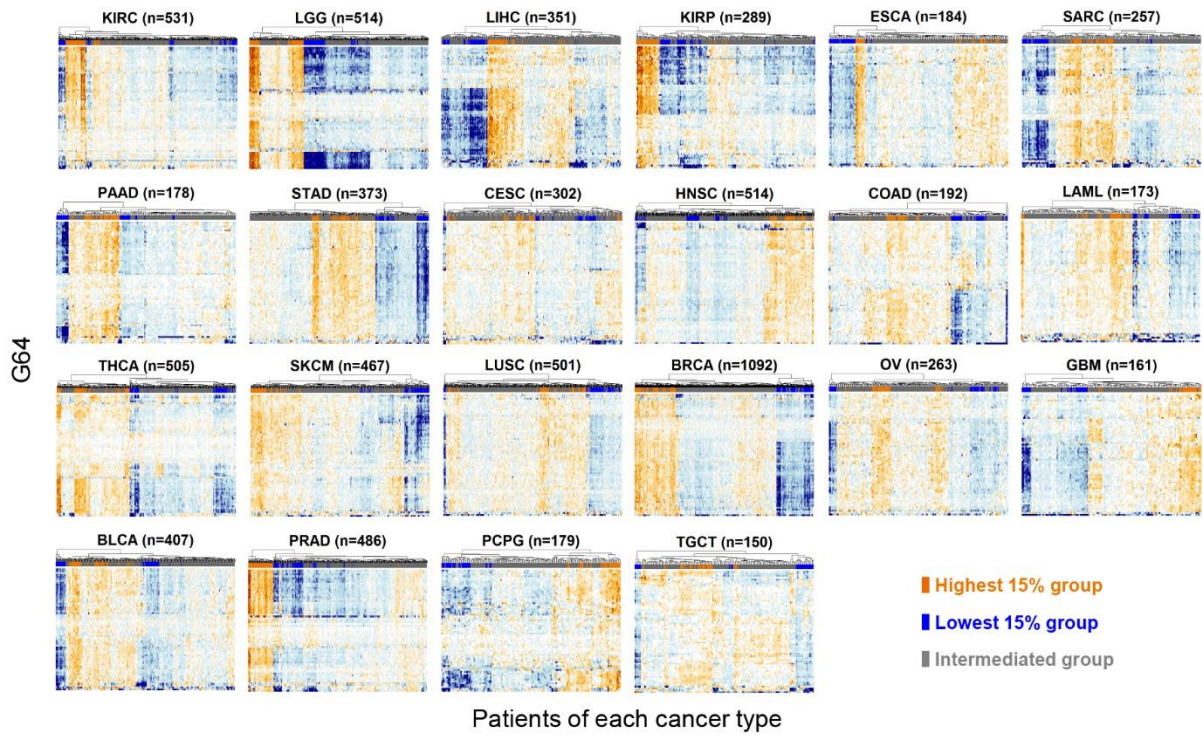 KIRC (n=531) LGG (n=514) LIHC (n=351) KIRP (n=289) ESCA (n=184) SARC (n=257)
PAAD (n=178) STAD (n=373) CESC (n=302) HNSC (n=514) COAD (n=192) LAML (n=173)
G64
THCA (n=505) SKCM (n=467) LUSC (n=501) BRCA (n=1092) OV (n=263) GBM (n=161)
BLCA (n=407) PRAD (n=486) PCPG (n=179) TGCT (n=150)
Highest 15% group
Lowest 15% group
Intermediated group
Patients of each cancer type